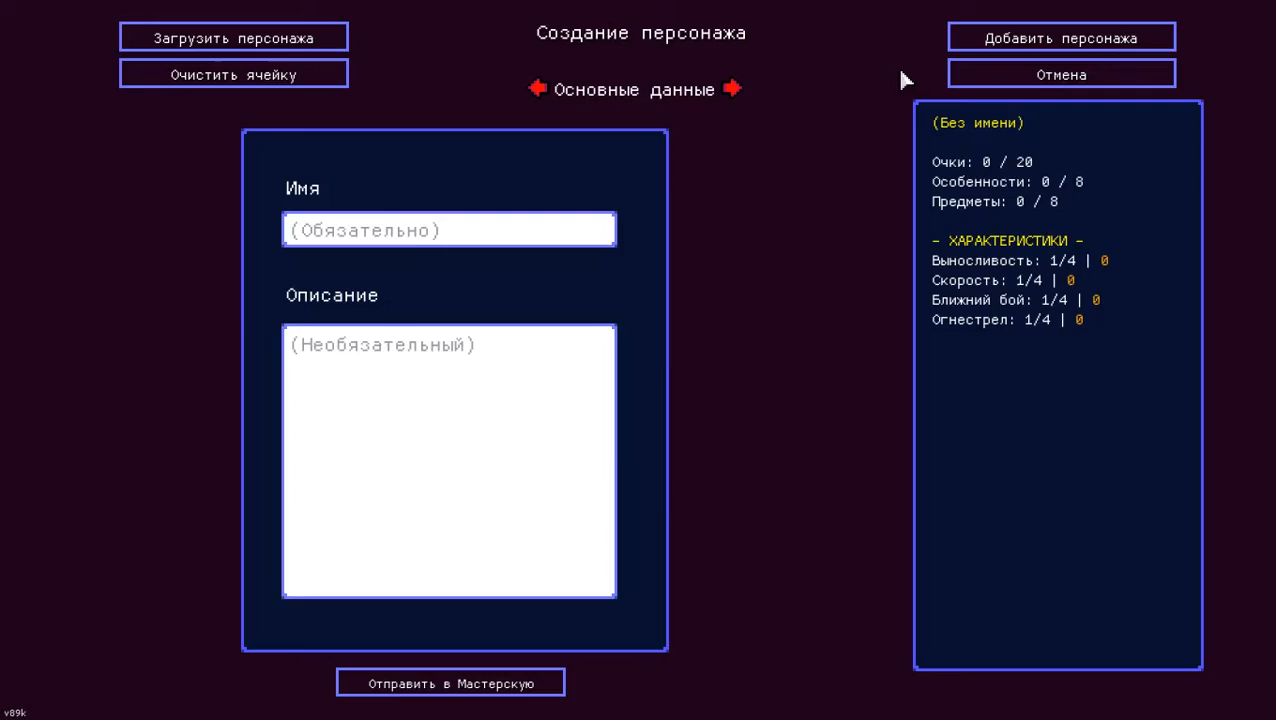 Загрузить персонажа
Очистить ячейку
Создание персонажа
Основные данные
Добавить персонажа
Отмена
Имя
(Обязательно)
Описание
(Необязательный)
Отправить в Мастерскую
(Без имени)
Очки: 0 / 20
Особенности: 0 / 8
Предметы: 0 / 8
- ХАРАКТЕРИСТИКИ -
Выносливость: 1/4 | 0
Скорость: 1/4 | 0
Ближний бой: 1/4 | 0
Огнестрел: 1/4 | 0
v89k